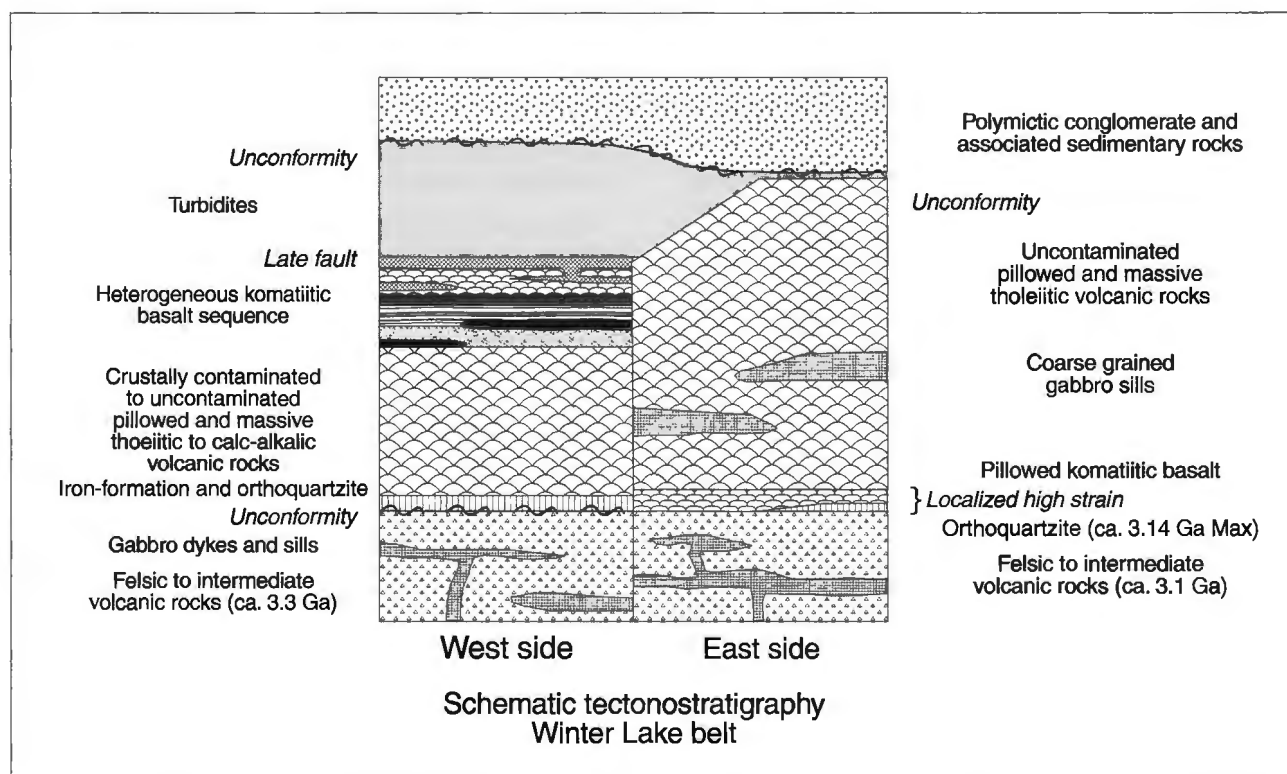 Unconformity
Turbidites
Late fault
Heterogeneous komatiitic
basalt sequence
Crustally contaminated
to uncontaminated
pillowed and massive
thoeiitic to calc-alkalic
volcanic rocks
Iron-formation and orthoquartzite
Unconformity
Gabbro dykes and sills
Felsic to intermediate
volcanic rocks (ca. 3.3 Ga)
Polymictic conglomerate and
associated sedimentary rocks
Unconformity
Uncontaminated
pillowed and massive
tholeiitic volcanic rocks
Coarse grained
gabbro sills
Pillowed komatiitic basalt
} Localized high strain
Orthoquartzite (ca. 3.14 Ga Max)
Felsic to intermediate
volcanic rocks (ca. 3.1 Ga)
West side
East side
Schematic tectonostratigraphy
Winter Lake belt